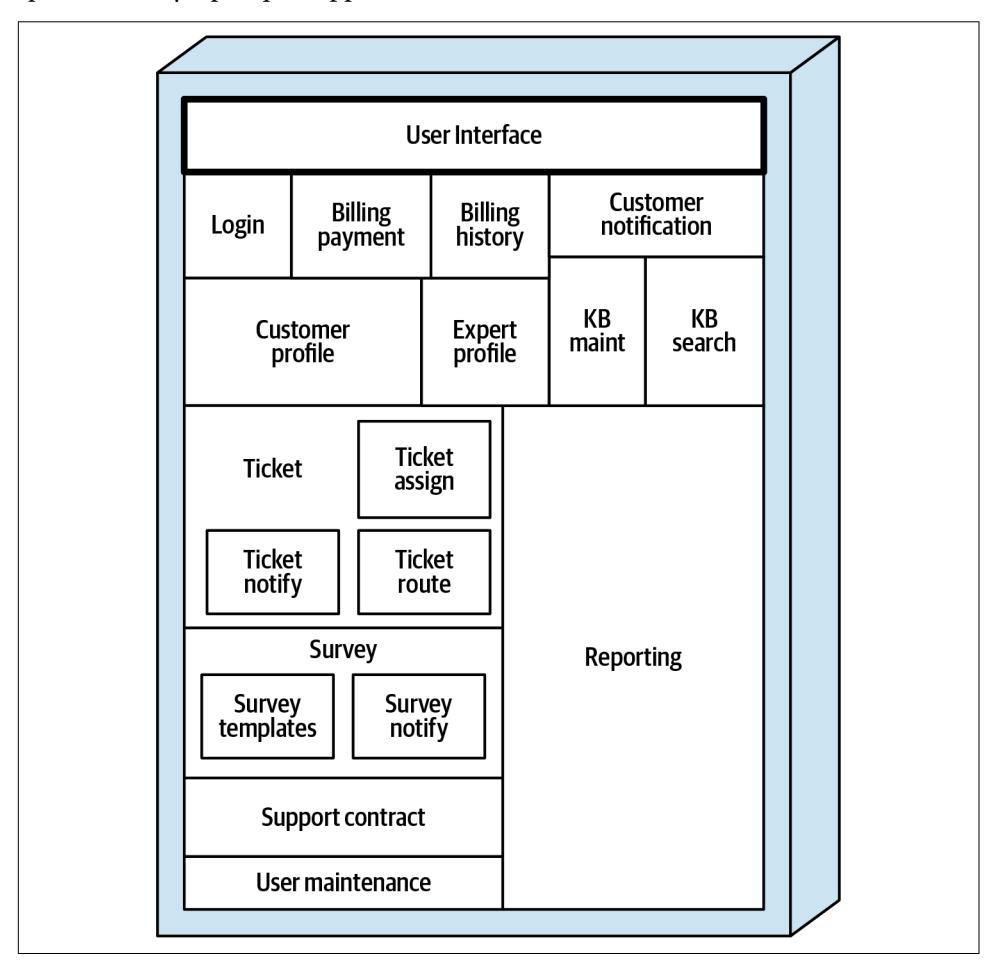 User Interface
Login
Billing
payment
Billing
history
Customer
notification
Customer
profile
Expert
profile
KB
maint
KB
search
Ticket
Ticket
assign
Ticket
notify
Ticket
route
Survey
Survey
templates
Survey
notify
Reporting
Support contract
User maintenance